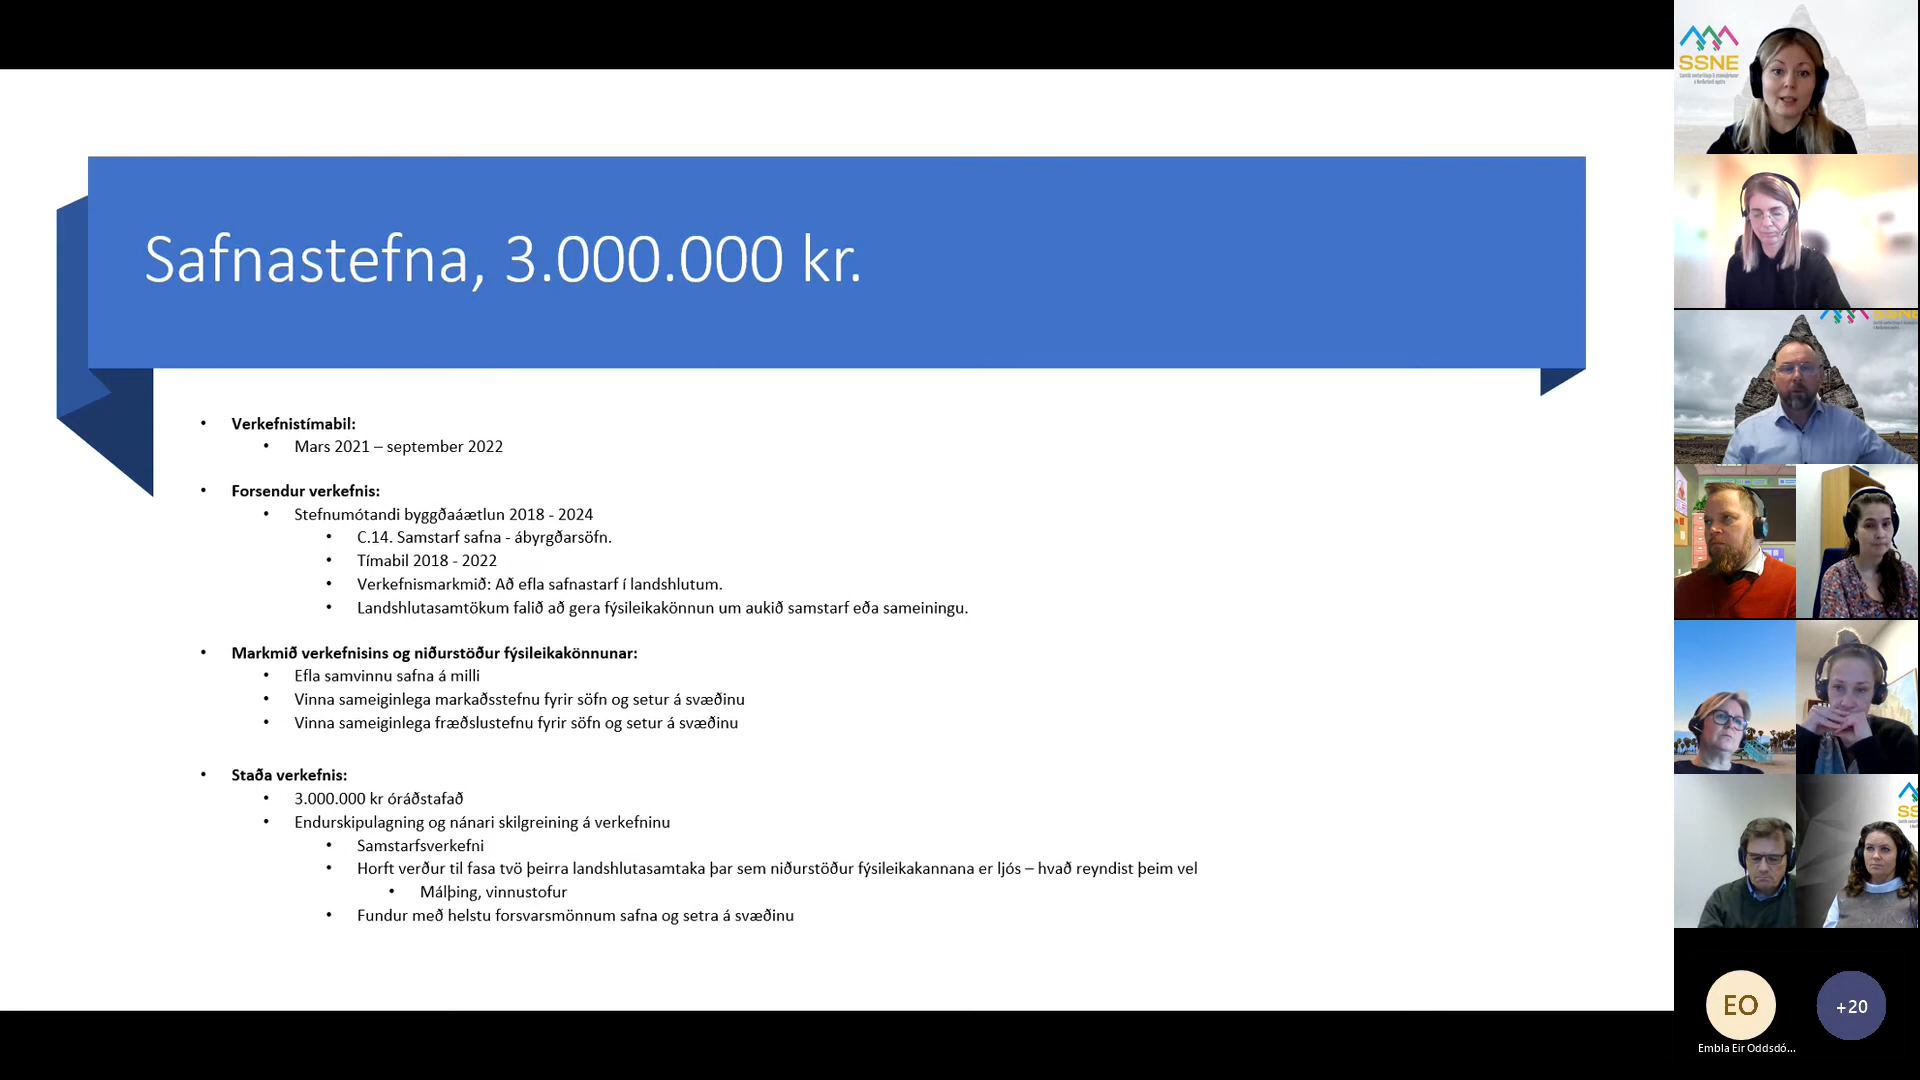 Safnastefna, 3.000.000 kr.
• Verkefnistímabil:
• Mars 2021 – september 2022
• Forsendur verkefnis:
• Stefnumótandi byggðaáætlun 2018 - 2024
• C.14. Samstarf safna - ábyrgðarsöfn.
• Tímabil 2018 - 2022
• Verkefnismarkmið: Að efla safnastarf í landshlutum.
• Landshlutasamtökum falið að gera fýsileikakönnun um aukið samstarf eða sameiningu.
• Markmið verkefnisins og niðurstöður fýsileikakönnunar:
• Efla samvinnu safna á milli
• Vinna sameiginlega markaðsstefnu fyrir söfn og setur á svæðinu
• Vinna sameiginlega fræðslustefnu fyrir söfn og setur á svæðinu
• Staða verkefnis:
• 3.000.000 kr óráðstafað
• Endurskipulagning og nánari skilgreining á verkefninu
• Samstarfsverkefni
• Horft verður til fasa tvö þeirra landshlutasamtaka þar sem niðurstöður fýsileikakannana er ljós – hvað reyndist þeim vel
• Málþing, vinnustofur
• Fundur með helstu forsvarsmönnum safna og setra á svæðinu
SSNE
SSNE
SS
EO
+20
Embla Eir Oddsdó...